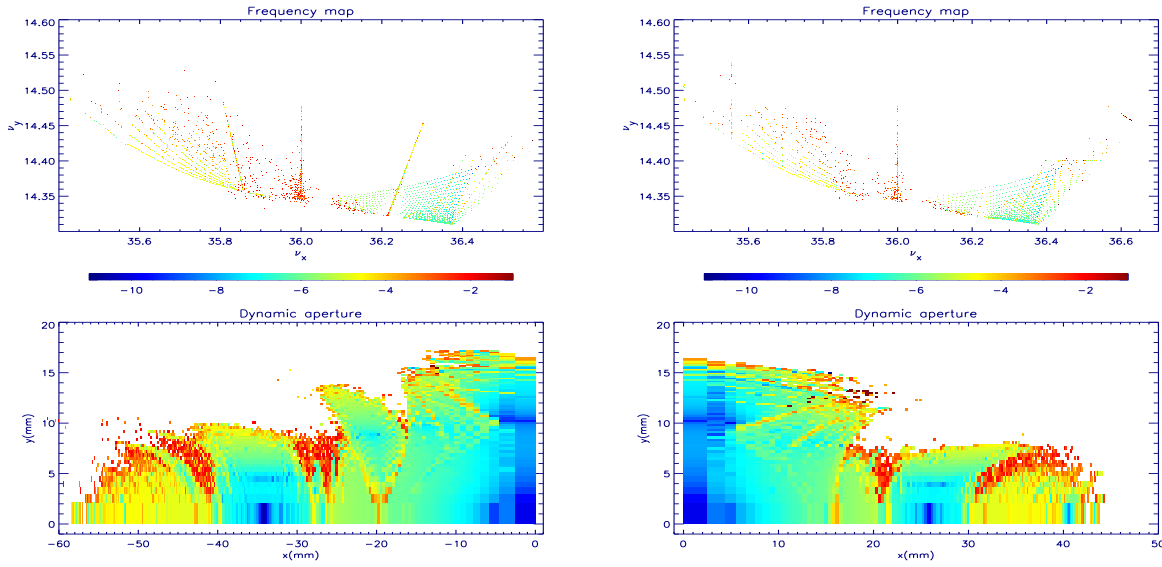 Frequency map
Frequency map
14.60
14.55
14.50
14.45
14.40
14.35
νy
35.6 35.8 36.0 36.2 36.4
νx
14.60
14.55
14.50
14.45
14.40
14.35
νy
35.6 35.8 36.0 36.2 36.4 36.6
νx
−10 −8 −6 −4 −2
−10 −8 −6 −4 −2
Dynamic aperture
Dynamic aperture
20
15
10
5
0
y(mm)
−60 −50 −40 −30 −20 −10 0
x(mm)
20
15
10
5
0
y(mm)
0 10 20 30 40 50
x(mm)